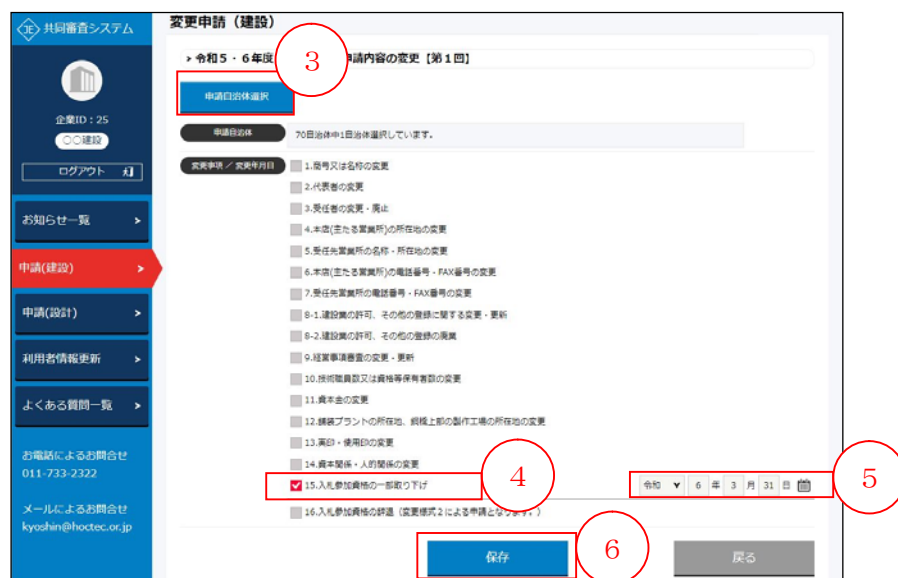 JE 共同審査システム
企業ID：25
〇〇建設
ログアウト
お知らせ一覧 >
申請(建設) >
申請(設計) >
利用者情報更新 >
よくある質問一覧 >
お電話によるお問合せ
011-733-2322
メールによるお問合せ
kyoshin@hoctec.or.jp
変更申請（建設）
> 令和５・６年度
申請内容の変更【第１回】
3
申請自治体選択
申請自治体
70自治体中1自治体選択しています。
変更事項 ／ 変更年月日
1.商号又は名称の変更
2.代表者の変更
3.受任者の変更・廃止
4.本店(主たる営業所)の所在地の変更
5.受任先営業所の名称・所在地の変更
6.本店(主たる営業所)の電話番号・FAX番号の変更
7.受任先営業所の電話番号・FAX番号の変更
8-1.建設業の許可、その他の登録に関する変更・更新
8-2.建設業の許可、その他の登録の廃業
9.経営事項審査の変更・更新
10.技術職員数又は資格等保有者数の変更
11.資本金の変更
12.舗装プラントの所在地、鋼橋上部の製作工場の所在地の変更
13.実印・使用印の変更
14.資本関係・人的関係の変更
15.入札参加資格の一部取り下げ
4
令和 ▼ 6 年 3 月 31 日
5
16.入札参加資格の辞退（変更様式２による申請となります。）
保存
6
戻る